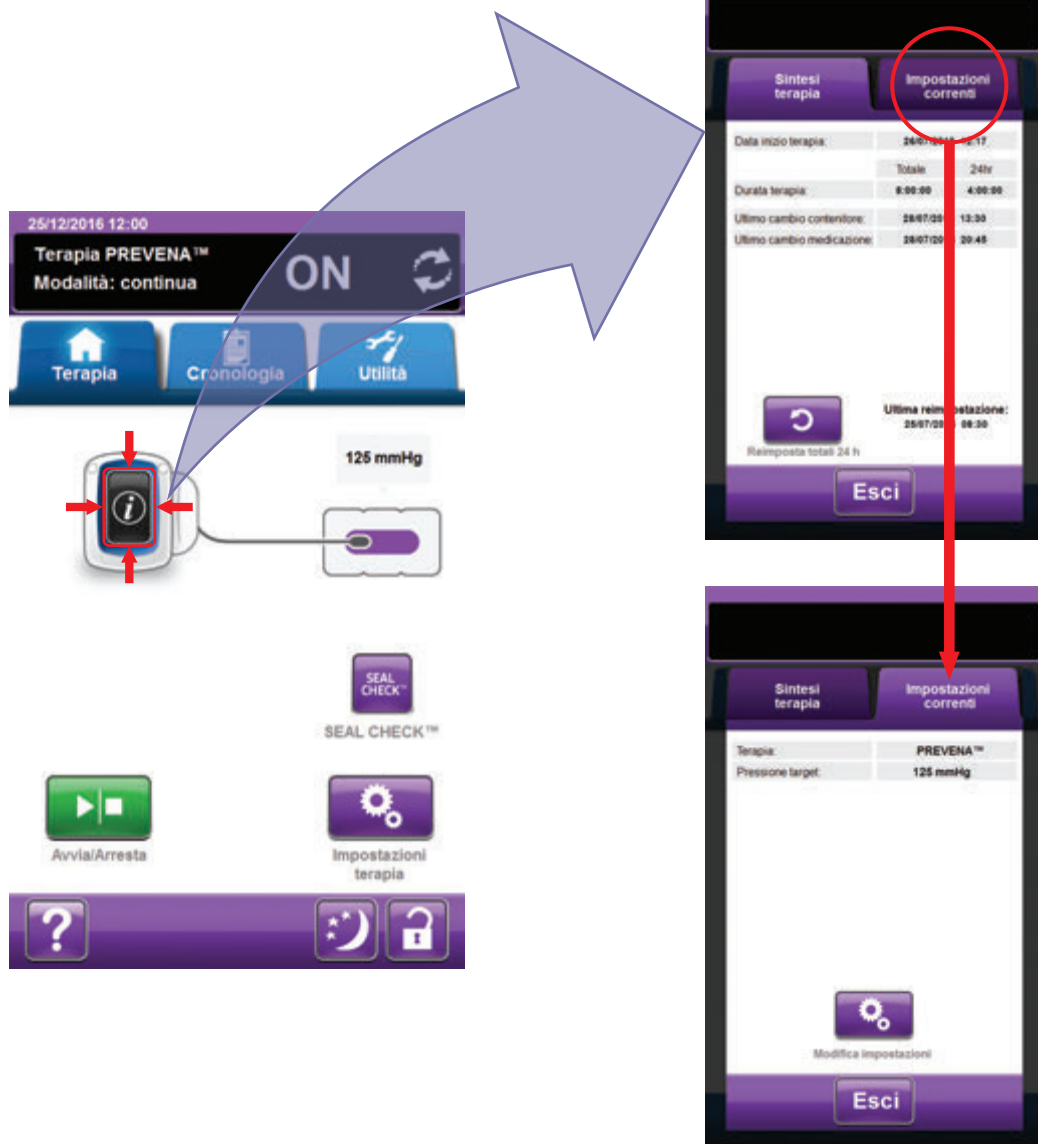 25/12/2016 12:00
Terapia PREVENA™
Modalità: continua
ON
Terapia
Cronologia
Utilità
125 mmHg
SEAL
CHECK™
SEAL CHECK™
Avvia/Arresta
Impostazioni
terapia
?
Sintesi
terapia
Impostazioni
correnti
Data inizio terapia:
Totale
24hr
Durata terapia:
8:00:00
4:00:00
Ultimo cambio contenitore:
13:30
Ultimo cambio medicazione:
20:45
Reimposta totali 24 h
Ultima
08:30
Esci
Sintesi
terapia
Impostazioni
correnti
Terapia:
PREVENA™
Pressione target:
125 mmHg
Modifica impostazioni
Esci